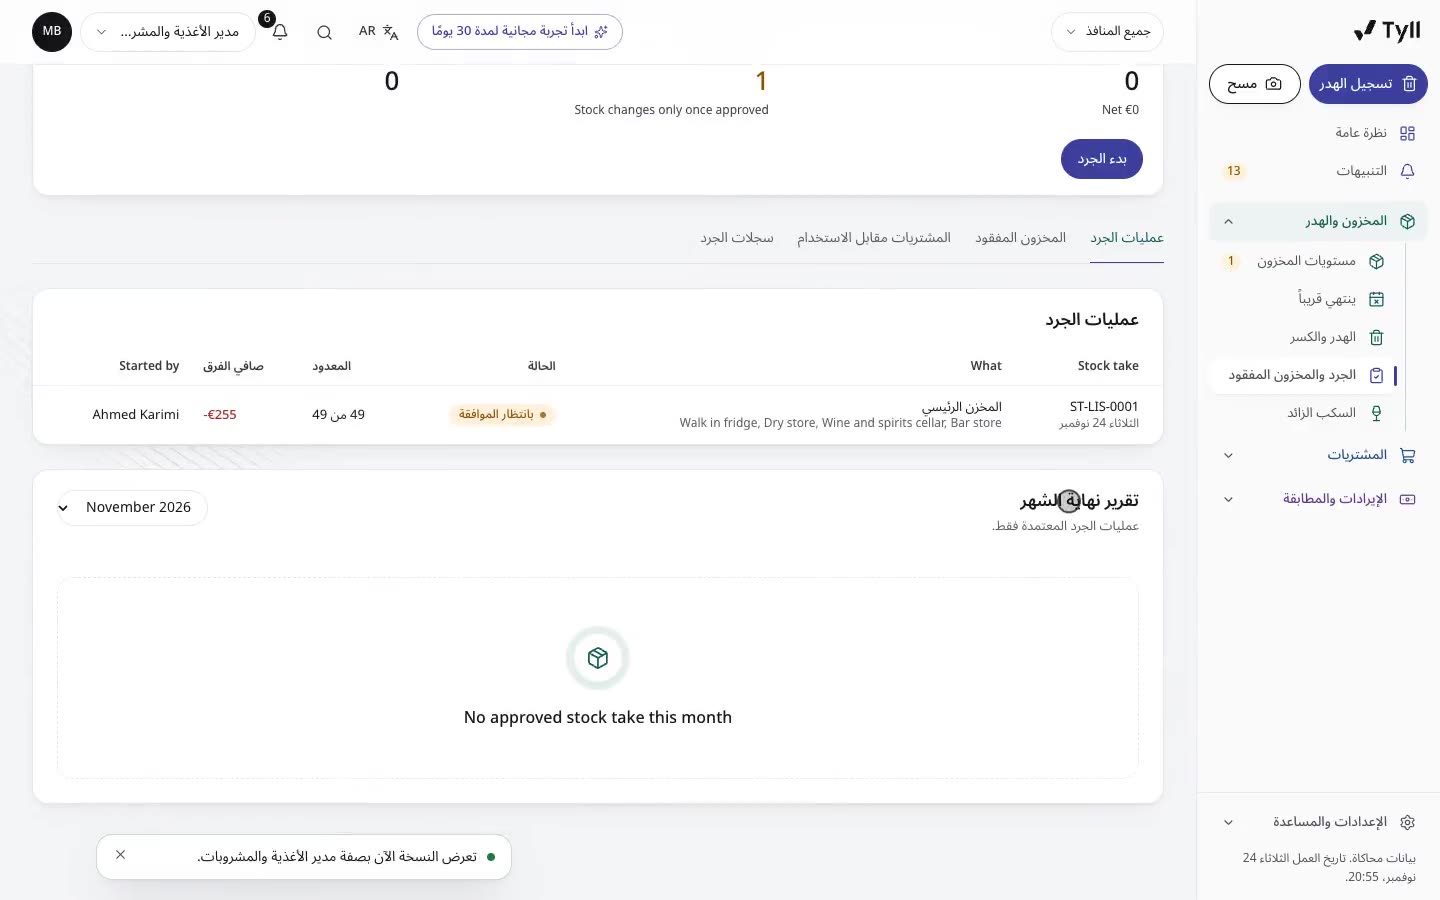 Tyll
تسجيل الهدر
مسح
نظرة عامة
التنبيهات
13
المخزون والهدر
مستويات المخزون
1
ينتهي قريباً
الهدر والكسر
الجرد والمخزون المفقود
السكب الزائد
المشتريات
الإيرادات والمطابقة
الإعدادات والمساعدة
بيانات محاكاة. تاريخ العمل الثلاثاء 24
نوفمبر، 20:55.
جميع المنافذ
ابدأ تجربة مجانية لمدة 30 يومًا
AR
6
مدير الأغذية والمشر...
MB
0
1
0
Net €0
Stock changes only once approved
بدء الجرد
عمليات الجرد
المخزون المفقود
المشتريات مقابل الاستخدام
سجلات الجرد
عمليات الجرد
Stock take
What
الحالة
المعدود
صافي الفرق
Started by
ST-LIS-0001
الثلاثاء 24 نوفمبر
المخزن الرئيسي
Walk in fridge, Dry store, Wine and spirits cellar, Bar store
بانتظار الموافقة
49 من 49
-€255
Ahmed Karimi
تقرير نهاية الشهر
November 2026
عمليات الجرد المعتمدة فقط.
No approved stock take this month
تعرض النسخة الآن بصفة مدير الأغذية والمشروبات.